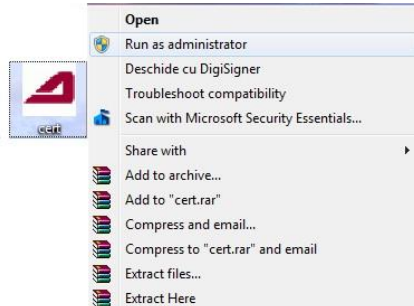 Open
Run as administrator
Deschide cu DigiSigner
Troubleshoot compatibility
cert
Scan with Microsoft Security Essentials...
Share with
Add to archive...
Add to "cert.rar"
Compress and email...
Compress to "cert.rar" and email
Extract files...
Extract Here